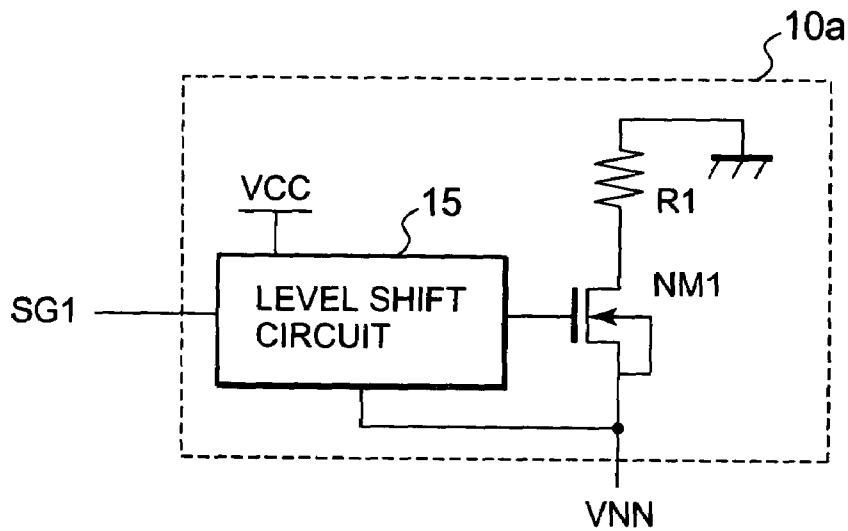 10a
VCC
15
R1
SG1
LEVEL SHIFT
CIRCUIT
NM1
VNN